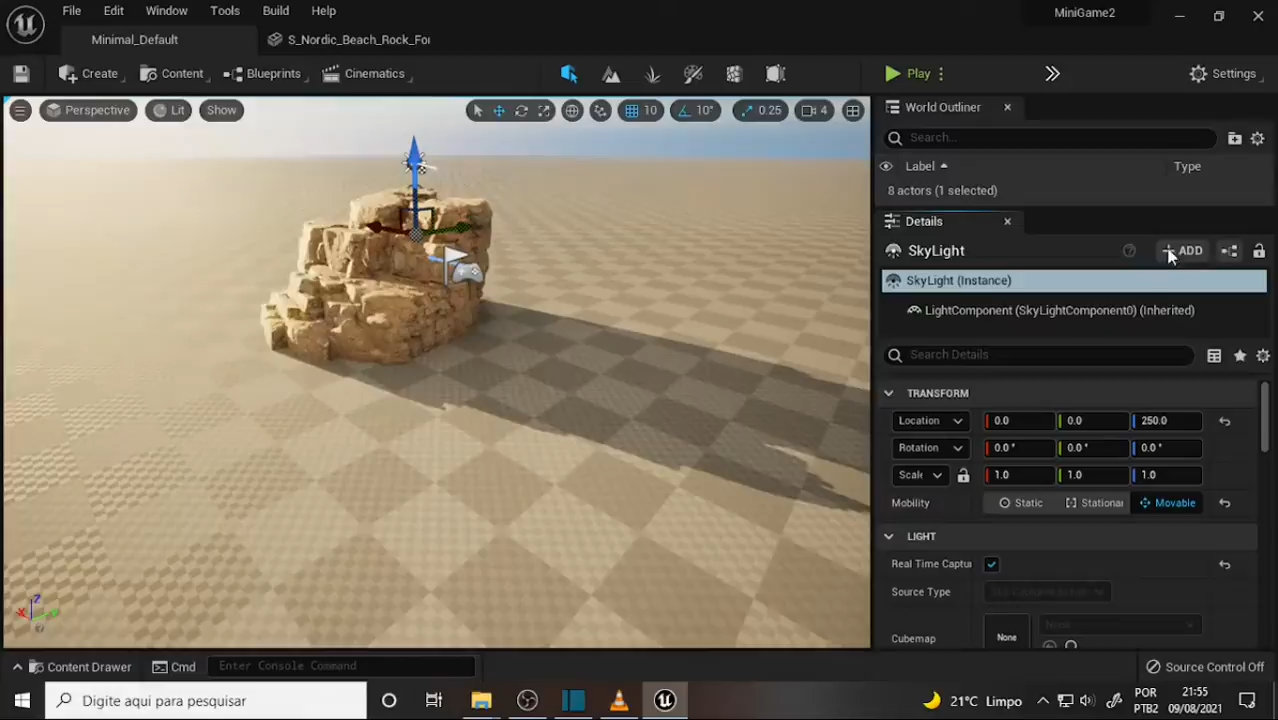 File Edit Window Tools Build Help
MiniGame2
Minimal_Default
S_Nordic_Beach_Rock_For
Create
Content
Blueprints
Cinematics
Play
Settings
Perspective
Lit
Show
10
10°
0.25
4
World Outliner
Search...
Label
Type
8 actors (1 selected)
Details
SkyLight
ADD
SkyLight (Instance)
LightComponent (SkyLightComponent0) (Inherited)
Search Details
TRANSFORM
Location 0.0 0.0 250.0
Rotation 0.0° 0.0° 0.0°
Scale 1.0 1.0 1.0
Mobility Static Stationar Movable
LIGHT
Real Time Captu
Source Type
Cubemap
None
None
X
Z
Y
Content Drawer
Cmd
Enter Console Command
Source Control Off
Digite aqui para pesquisar
21°C Limpo
POR
PTB2
21:55
09/08/2021